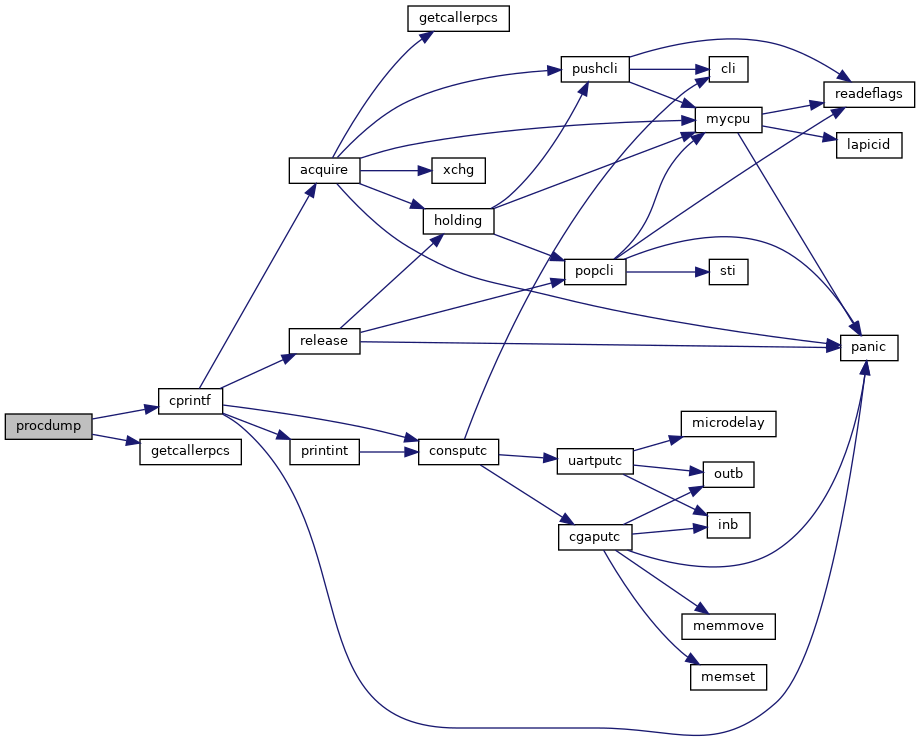 getcallerpcs
pushcli
cli
readeflags
mycpu
lapicid
acquire
xchg
holding
popcli
sti
release
panic
cprintf
procdump
getcallerpcs
printint
consputc
microdelay
uartputc
outb
inb
cgaputc
memmove
memset